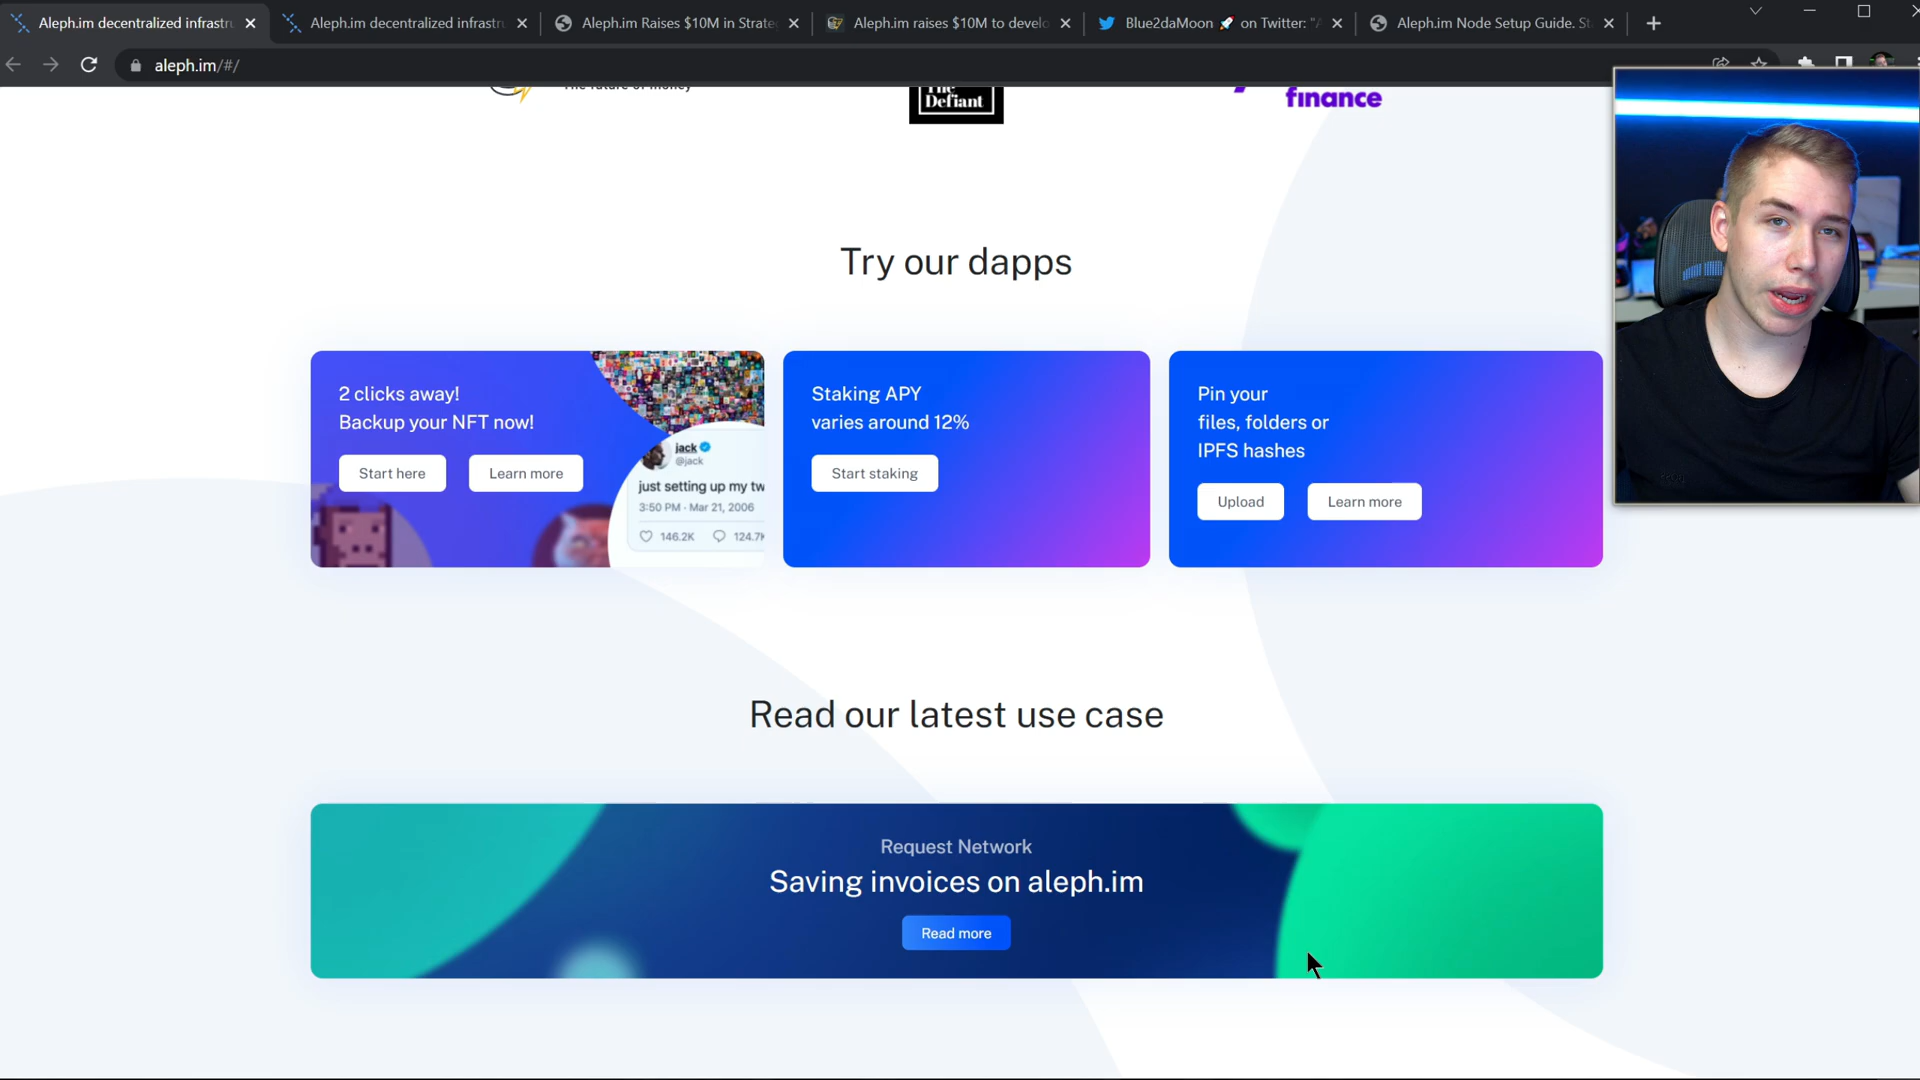 Aleph.im decentralized infrastru
Aleph.im decentralized infrastru
Aleph.im Raises $10M in Strate
Aleph.im raises $10M to develo
Blue2daMoon 🚀 on Twitter: "A
Aleph.im Node Setup Guide. St
aleph.im/#/
The future of money
The
Defiant
finance
Try our dapps
2 clicks away!
Backup your NFT now!
Start here
Learn more
jack
@jack
just setting up my tw
3:50 PM · Mar 21, 2006
146.2K
124.7K
Staking APY
varies around 12%
Start staking
Pin your
files, folders or
IPFS hashes
Upload
Learn more
Read our latest use case
Request Network
Saving invoices on aleph.im
Read more